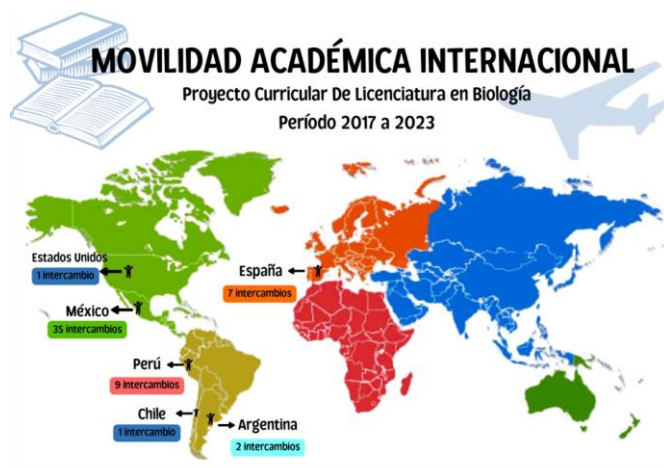 MOVILIDAD ACADÉMICA INTERNACIONAL
Proyecto Curricular De Licenciatura en Biología
Período 2017 a 2023
Estados Unidos
1 intercambio
España
7 intercambios
México
35 intercambios
Perú
9 intercambios
Chile
1 intercambio
Argentina
2 intercambios